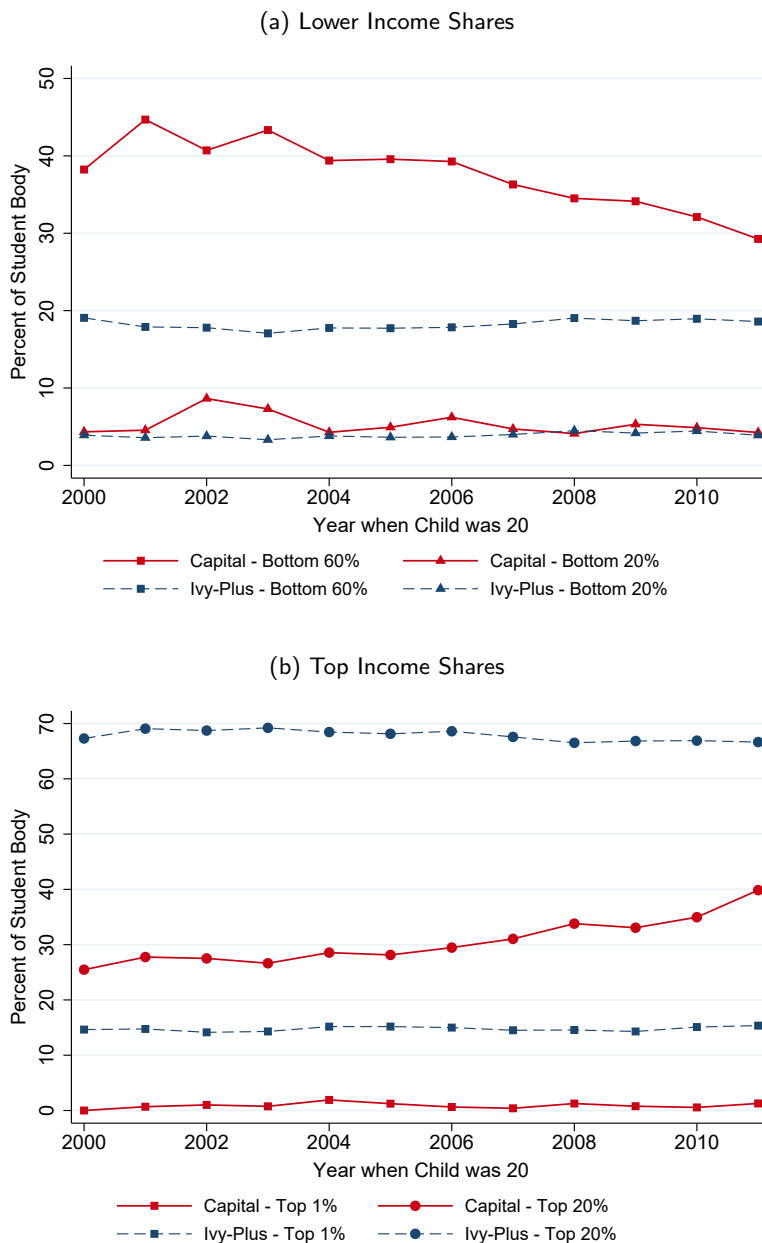 (a) Lower Income Shares
50
40
30
20
10
0
Percent of Student Body
2000 2002 2004 2006 2008 2010
Year when Child was 20
Capital - Bottom 60% Capital - Bottom 20%
Ivy-Plus - Bottom 60% Ivy-Plus - Bottom 20%
(b) Top Income Shares
70
60
50
40
30
20
10
0
Percent of Student Body
2000 2002 2004 2006 2008 2010
Year when Child was 20
Capital - Top 1% Capital - Top 20%
Ivy-Plus - Top 1% Ivy-Plus - Top 20%